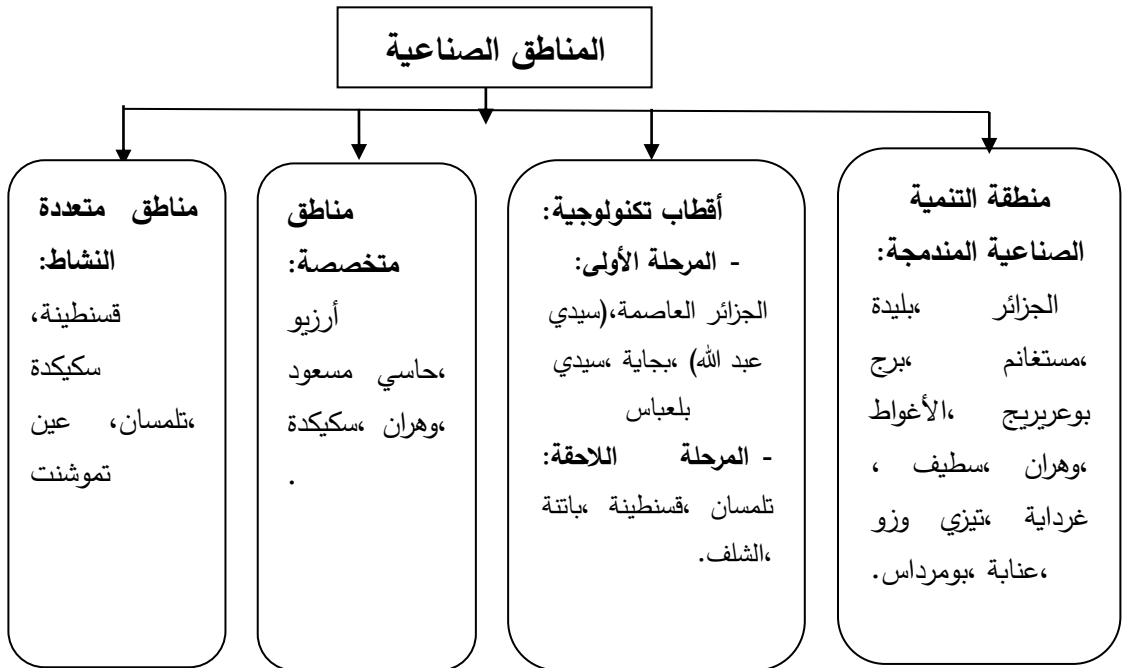 المناطق الصناعية
منطقة التنمية
الصناعية المندمجة:
الجزائر ،بليدة
،مستغانم ،برج
بوعريريج ،الأغواط
،وهران ،سطيف ،
غرداية ،تيزي وزو
،عنابة ،بومرداس.
أقطاب تكنولوجية:
- المرحلة الأولى:
الجزائر العاصمة،(سيدي
عبد الله) ،بجاية ،سيدي
بلعباس
- المرحلة اللاحقة:
تلمسان ،قسنطينة ،باتنة
،الشلف.
مناطق
متخصصة:
أرزيو
،حاسي مسعود
،وهران ،سكيكدة
.
مناطق متعددة
النشاط:
قسنطينة،
سكيكدة
،تلمسان، عين
تموشنت